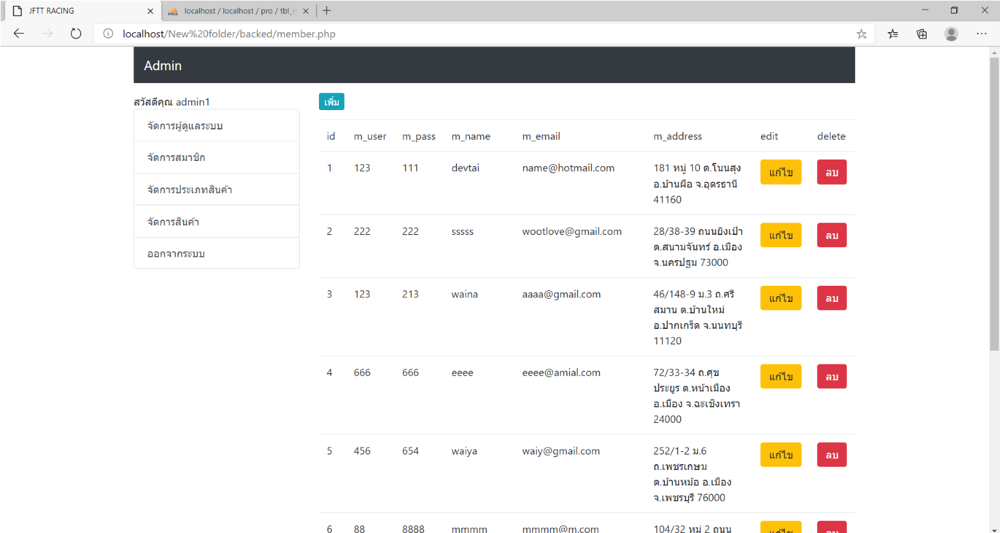 JFTT RACING
localhost / localhost / pro / tbl_m
localhost/New%20folder/backed/member.php
Admin
สวัสดีคุณ admin1
จัดการผู้ดูแลระบบ
จัดการสมาชิก
จัดการประเภทสินค้า
จัดการสินค้า
ออกจากระบบ
เพิ่ม
id m_user m_pass m_name m_email m_address edit delete
1 123 111 devtai name@hotmail.com 181 หมู่ 10 ต.โนนสุง แก้ไข ลบ
อ.บ้านผือ จ.อุดรธานี
41160
2 222 222 sssss wootlove@gmail.com 28/38-39 ถนนยิงเป้า แก้ไข ลบ
ต.สนามจันทร์ อ.เมือง
จ.นครปฐม 73000
3 123 213 waina aaaa@gmail.com 46/148-9 ม.3 ถ.ศรี แก้ไข ลบ
สมาน ต.บ้านใหม่
อ.ปากเกร็ด จ.นนทบุรี
11120
4 666 666 eeee eeee@amial.com 72/33-34 ถ.ศุข แก้ไข ลบ
ประยูร ต.หน้าเมือง
อ.เมือง จ.ฉะเชิงเทรา
24000
5 456 654 waiya waiy@gmail.com 252/1-2 ม.6 แก้ไข ลบ
ถ.เพชรเกษม
ต.บ้านหม้อ อ.เมือง
จ.เพชรบุรี 76000
6 88 8888 mmmm mmmm@m.com 104/32 หมู่ 2 ถนน แก้ไข ลบ